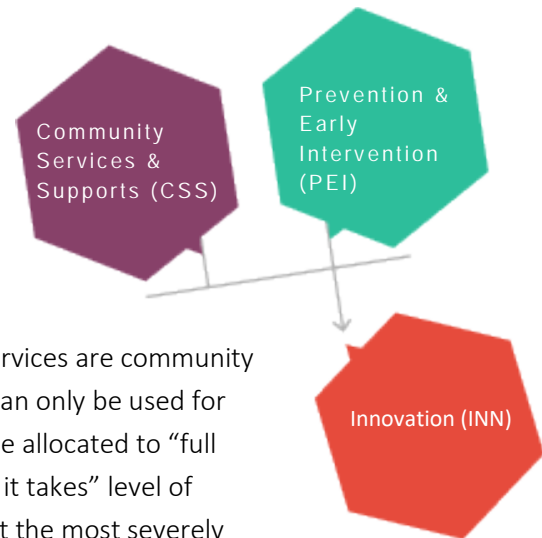 Community
Services &
Supports (CSS)
Prevention &
Early
Intervention
(PEI)
Innovation (INN)
rvices are community
an only be used for
e allocated to “full
it takes” level of
t the most severely